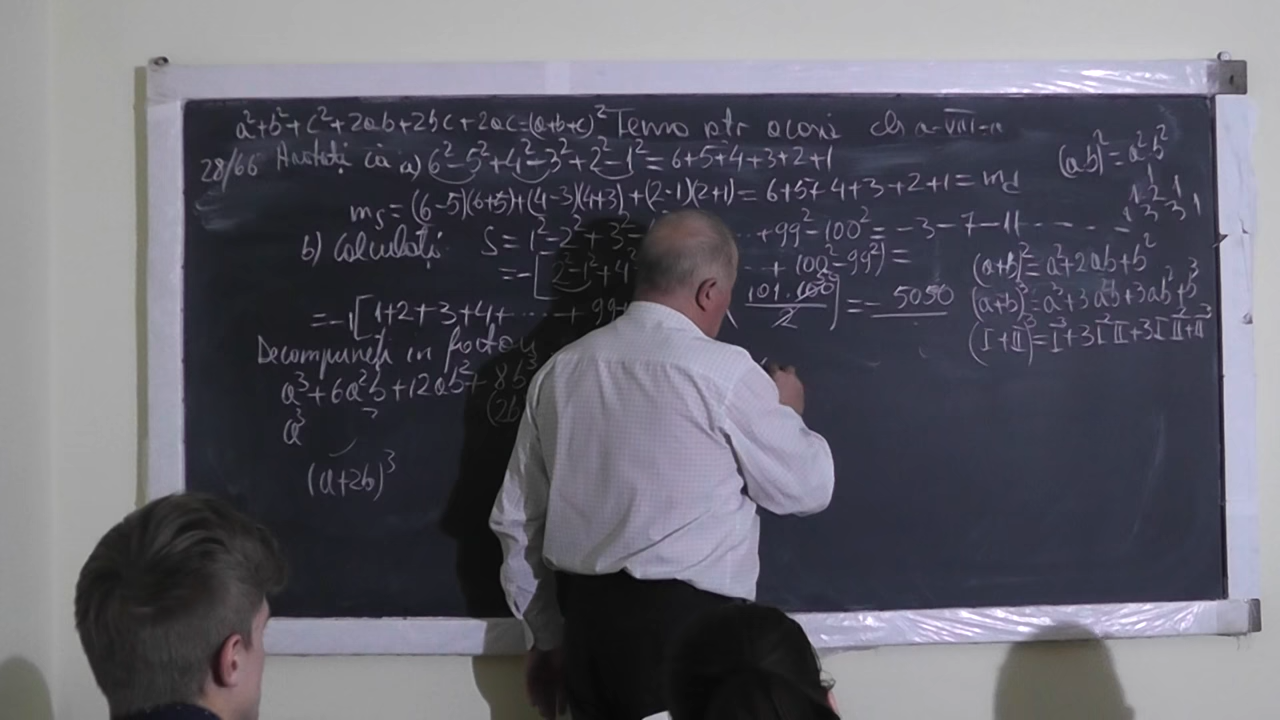 a²+b²+c²+2ab+2bc+2ac=(a+b+c)² Tema ptr acasă cls a-VIII-a
28/66 Arătați că a) 6²-5²+4²-3²+2²-1²=6+5+4+3+2+1
(ab)²=a²b²
mₛ=(6-5)(6+5)+(4-3)(4+3)+(2-1)(2+1)=6+5+4+3+2+1=m_d
1 2 1
1 3 3 1
b) Calculați S=1²-2²+3²- +99²-100²=-3-7-11-
=-[2²-1²+4² + 100²-99²)=
(a+b)²=a²+2ab+b²
=-1[1+2+3+4+.....+99+ 101.100/2]=-5050
(a+b)³=a³+3a²b+3ab²+b³
(I+II)³=I³+3I²II+3I II²+II³
Decompuneți in factori
a³+6a²b+12ab²+8b³
a³ ? (2b
(a+2b)³